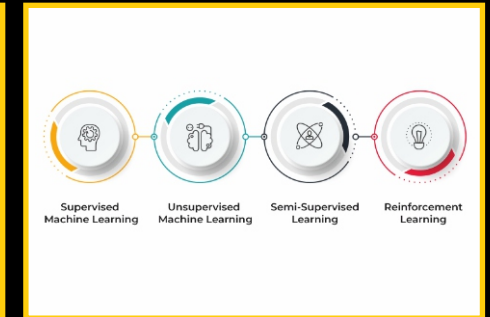 Supervised
Machine Learning
Unsupervised
Machine Learning
Semi-Supervised
Learning
Reinforcement
Learning